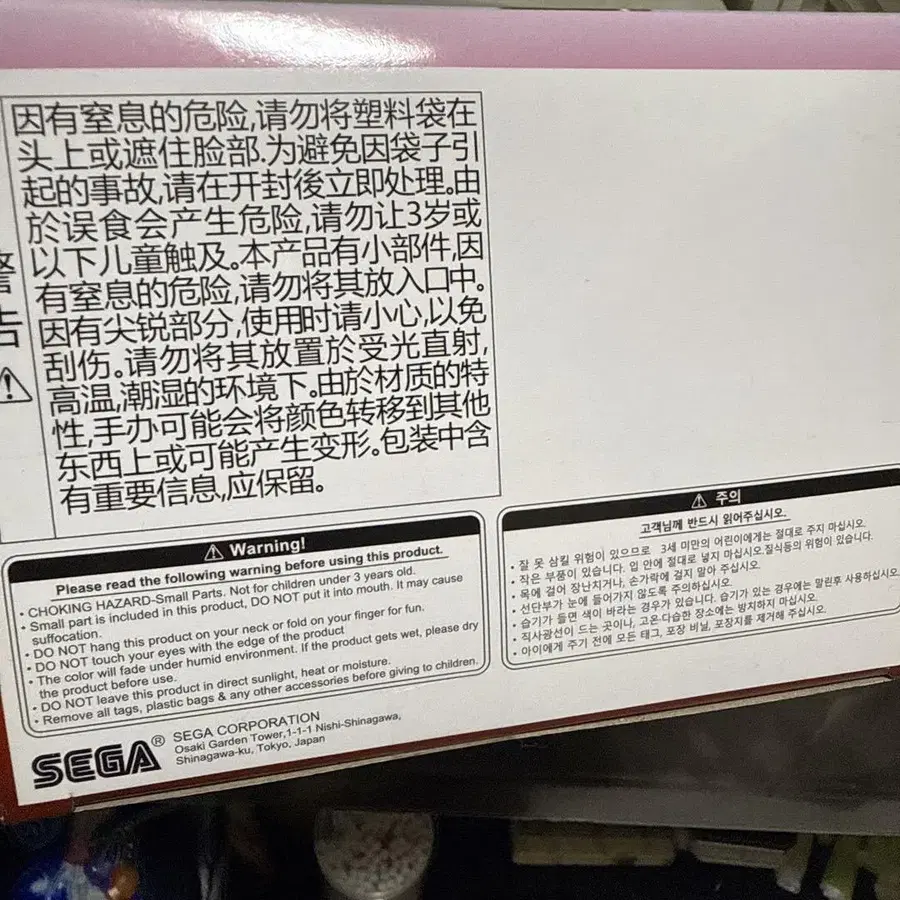 警告
因有窒息的危险,请勿将塑料袋在
头上或遮住脸部.为避免因袋子引
起的事故,请在开封後立即处理。由
於误食会产生危险,请勿让3岁或
以下儿童触及。本产品有小部件,因
有窒息的危险,请勿将其放入口中。
因有尖锐部分,使用时请小心,以免
刮伤。请勿将其放置於受光直射,
高温,潮湿的环境下。由於材质的特
性,手办可能会将颜色转移到其他
东西上或可能产生变形。包装中含
有重要信息,应保留。
Warning!
Please read the following warning before using this product.
• CHOKING HAZARD-Small Parts. Not for children under 3 years old.
• Small part is included in this product, DO NOT put it into mouth. It may cause
suffocation.
• DO NOT hang this product on your neck or fold on your finger for fun.
• DO NOT touch your eyes with the edge of the product
• The color will fade under humid environment. If the product gets wet, please dry
the product before use.
• DO NOT leave this product in direct sunlight, heat or moisture.
• Remove all tags, plastic bags & any other accessories before giving to children.
주의
고객님께 반드시 읽어주십시오.
• 잘 못 삼킬 위험이 있으므로 3세 미만의 어린이에게는 절대로 주지 마십시오.
• 작은 부품이 있습니다. 입 안에 절대로 넣지 마십시오.질식등의 위험이 있습니다.
• 목에 걸어 장난치거나, 손가락에 걸지 말아 주십시오.
• 선단부가 눈에 들어가지 않도록 주의하십시오.
• 습기가 들면 색이 바라는 경우가 있습니다. 습기가 있는 경우에는 말린후 사용하십시오.
• 직사광선이 드는 곳이나, 고온·다습한 장소에는 방치하지 마십시오.
• 아이에게 주기 전에 모든 태그, 포장 비닐, 포장지를 제거해 주십시오.
SEGA® SEGA CORPORATION
Osaki Garden Tower,1-1-1 Nishi-Shinagawa,
Shinagawa-ku, Tokyo, Japan